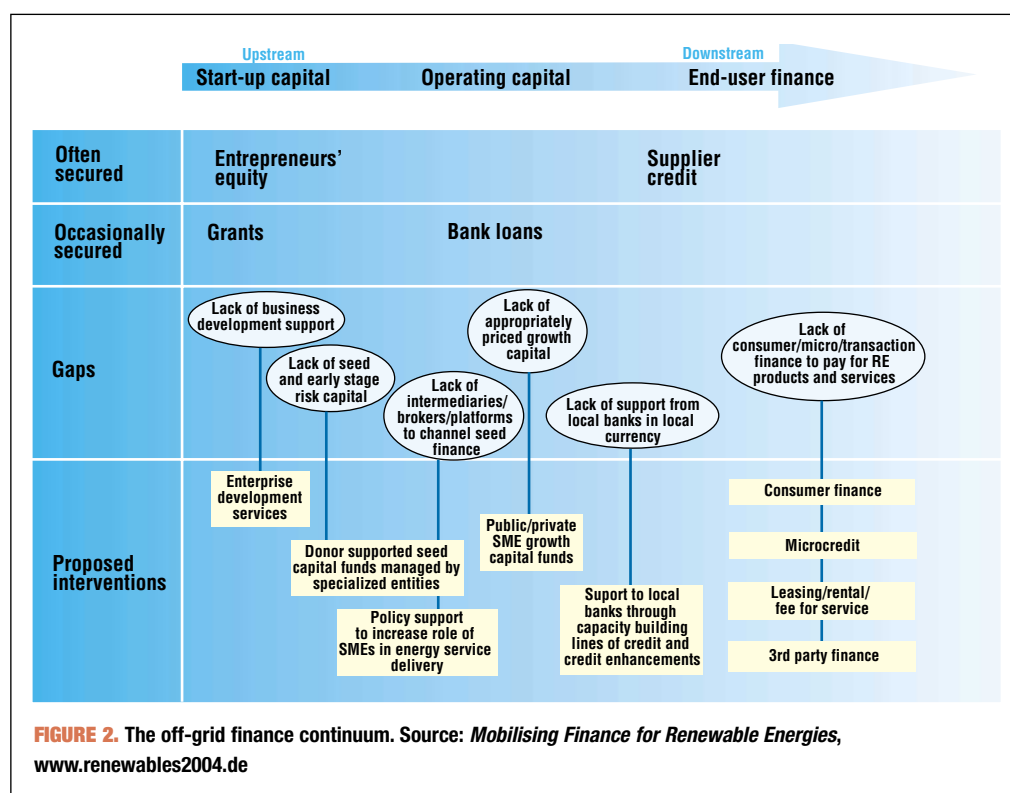 Upstream
Downstream
Start-up capital
Operating capital
End-user finance
Often
secured
Entrepreneurs'
equity
Supplier
credit
Occasionally
secured
Grants
Bank loans
Gaps
Lack of business
development support
Lack of seed
and early stage
risk capital
Lack of
intermediaries/
brokers/platforms
to channel seed
finance
Lack of
appropriately
priced growth
capital
Lack of support from
local banks in local
currency
Lack of
consumer/micro/transaction
finance to pay for RE
products and services
Proposed
interventions
Enterprise
development
services
Donor supported seed
capital funds managed by
specialized entities
Policy support
to increase role of
SMEs in energy service
delivery
Public/private
SME growth
capital funds
Suport to local
banks through
capacity building
lines of credit and
credit enhancements
Consumer finance
Microcredit
Leasing/rental/
fee for service
3rd party finance
FIGURE 2. The off-grid finance continuum. Source: Mobilising Finance for Renewable Energies,
www.renewables2004.de